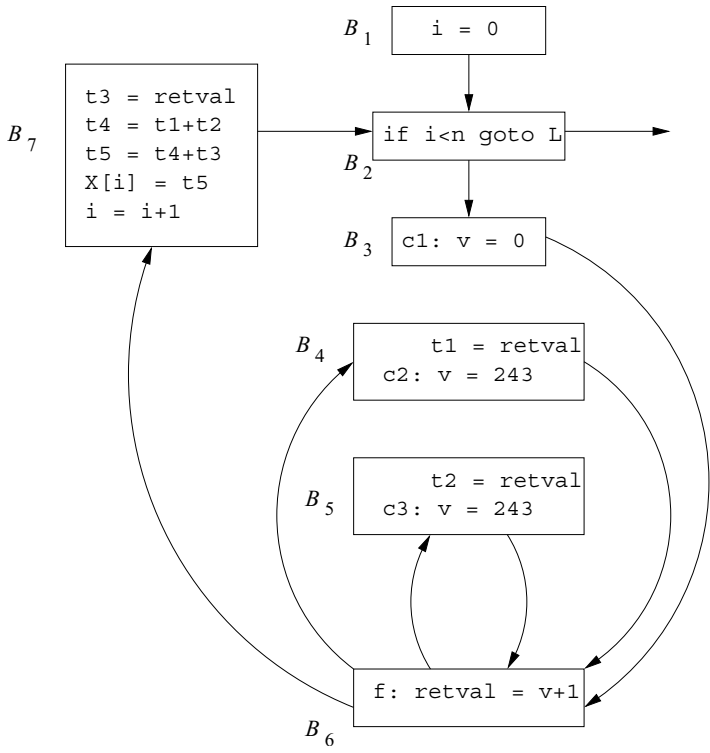 B1
i = 0
B7
t3 = retval
t4 = t1+t2
t5 = t4+t3
X[i] = t5
i = i+1
if i<n goto L
B2
B3
c1: v = 0
B4
t1 = retval
c2: v = 243
B5
t2 = retval
c3: v = 243
f: retval = v+1
B6